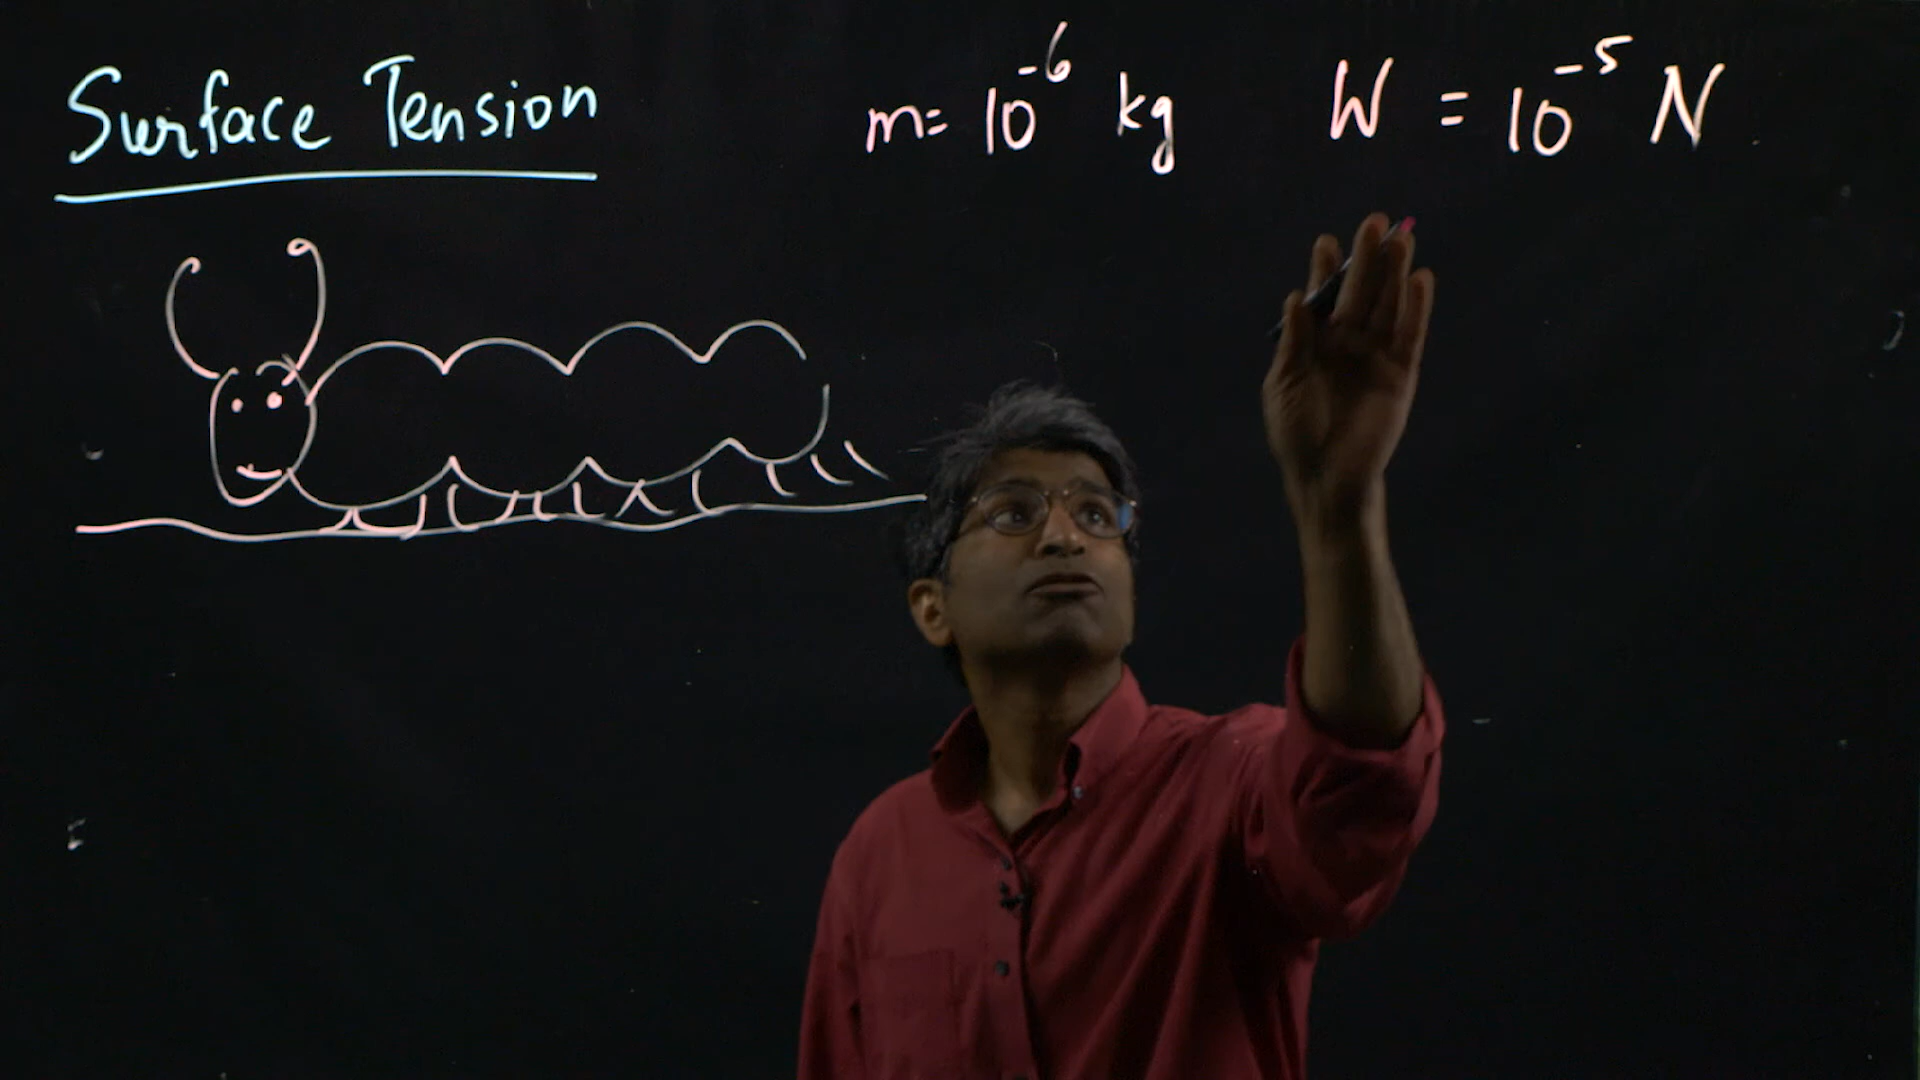 Surface Tension
m= 10⁻⁶ kg W = 10⁻⁵ N